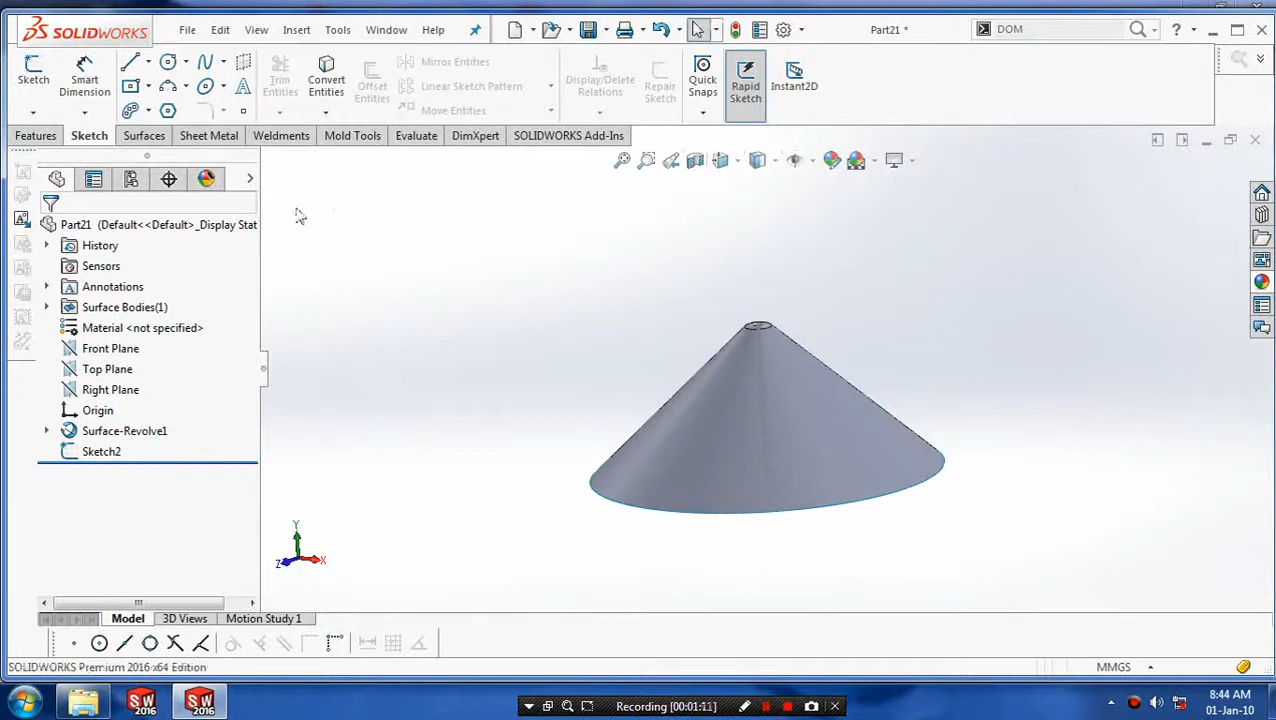 SOLIDWORKS File Edit View Insert Tools Window Help Part21 * DOM ?
Sketch Smart Dimension Trim Entities Convert Entities Offset Entities Mirror Entities Linear Sketch Pattern Move Entities Display/Delete Relations Repair Sketch Quick Snaps Rapid Sketch Instant2D
Features Sketch Surfaces Sheet Metal Weldments Mold Tools Evaluate DimXpert SOLIDWORKS Add-Ins
Part21 (Default<<Default>_Display Stat
History
Sensors
Annotations
Surface Bodies(1)
Material <not specified>
Front Plane
Top Plane
Right Plane
Origin
Surface-Revolve1
Sketch2
Y
Z X
Model 3D Views Motion Study 1
SOLIDWORKS Premium 2016 x64 Edition MMGS
SW 2016 SW 2016 Recording [00:01:11] 8:44 AM
01-Jan-10